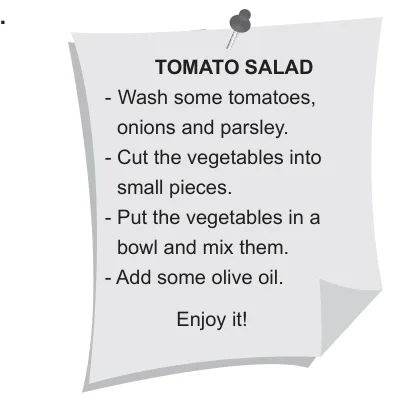 .
TOMATO SALAD
- Wash some tomatoes,
onions and parsley.
- Cut the vegetables into
small pieces.
- Put the vegetables in a
bowl and mix them.
- Add some olive oil.
Enjoy it!